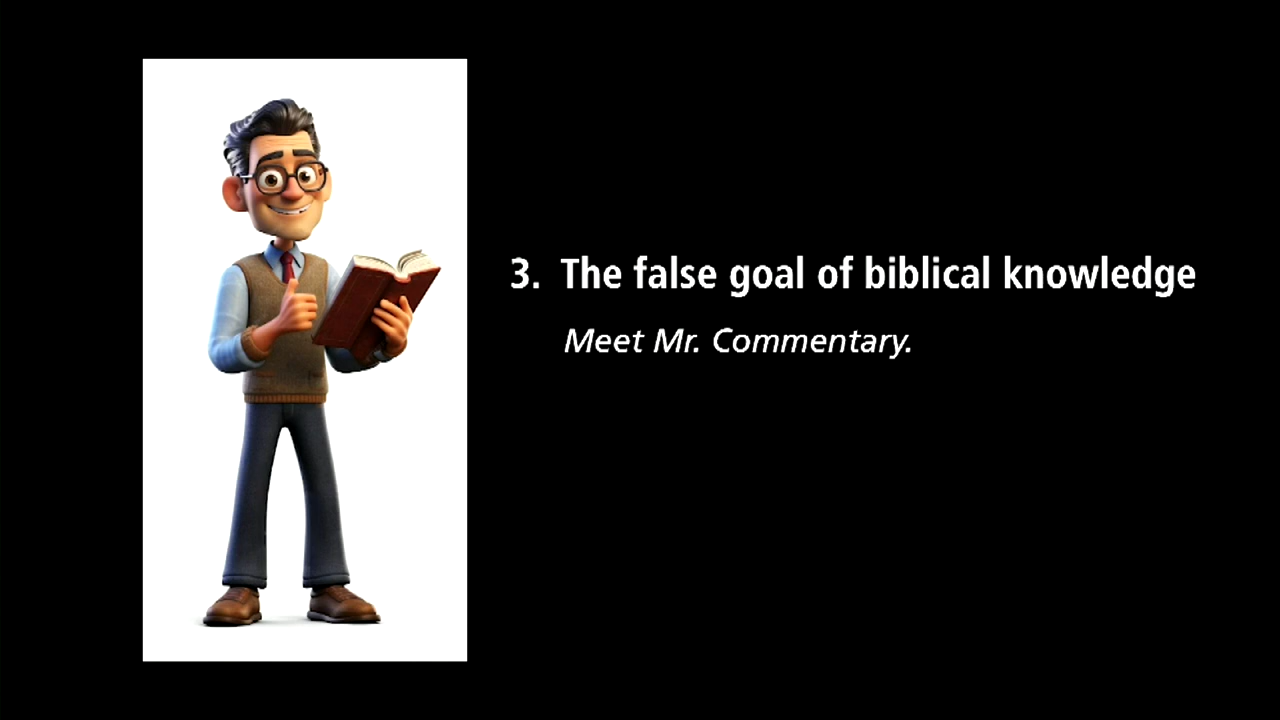 3. The false goal of biblical knowledge
Meet Mr. Commentary.